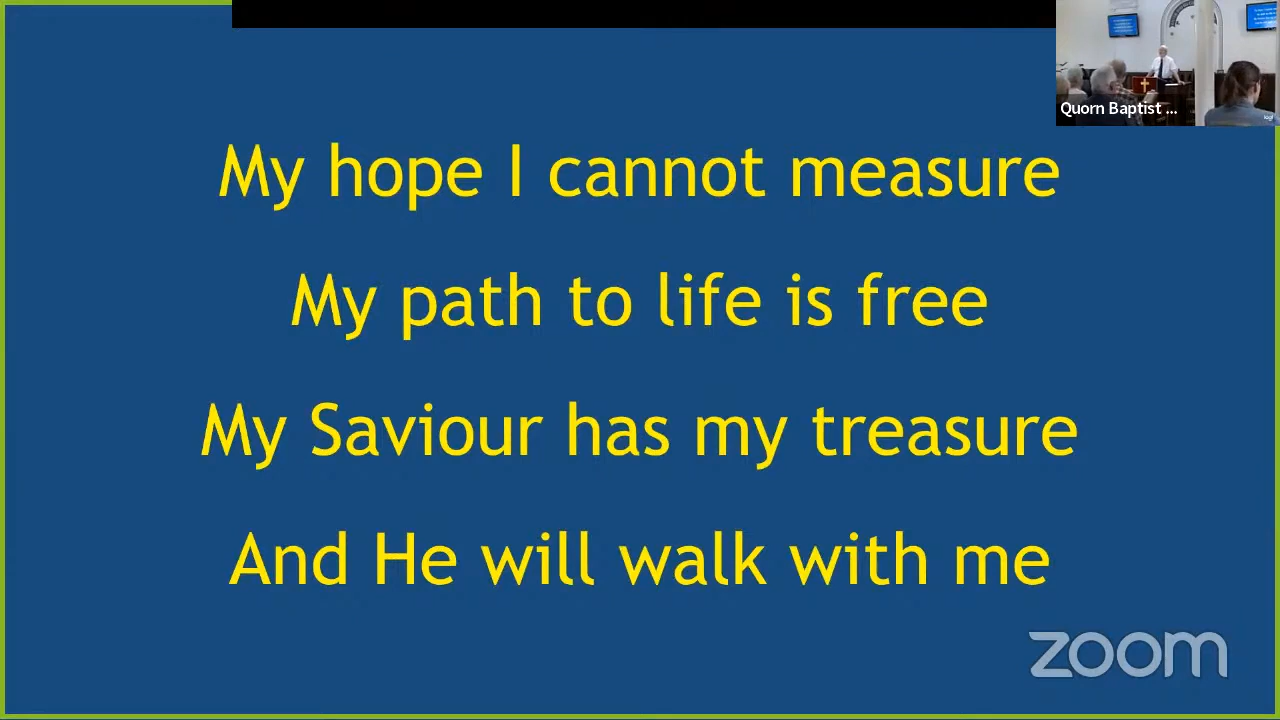 Quorn Baptist ...
My hope I cannot measure
My path to life is free
My Saviour has my treasure
And He will walk with me
zoom